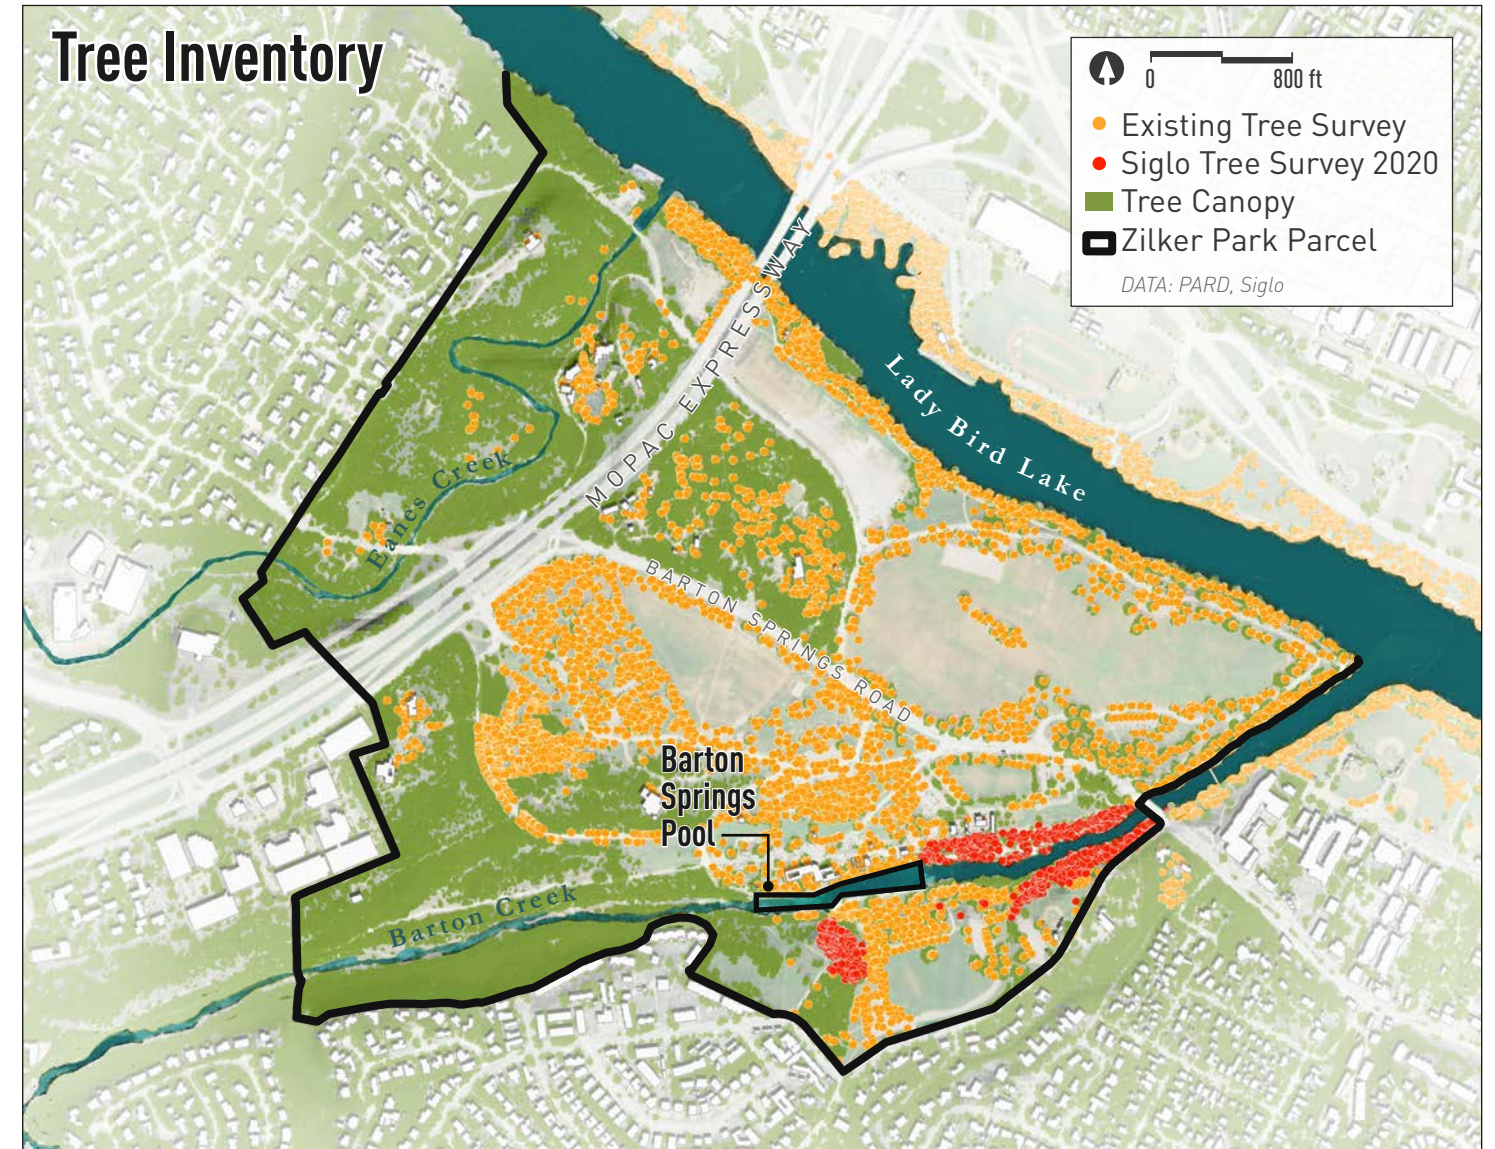 Tree Inventory
0 800 ft
Existing Tree Survey
Siglo Tree Survey 2020
Tree Canopy
Zilker Park Parcel
DATA: PARD, Siglo
MOPAC EXPRESSWAY
Lady Bird Lake
Eanes Creek
BARTON SPRINGS ROAD
Barton
Springs
Pool
Barton Creek